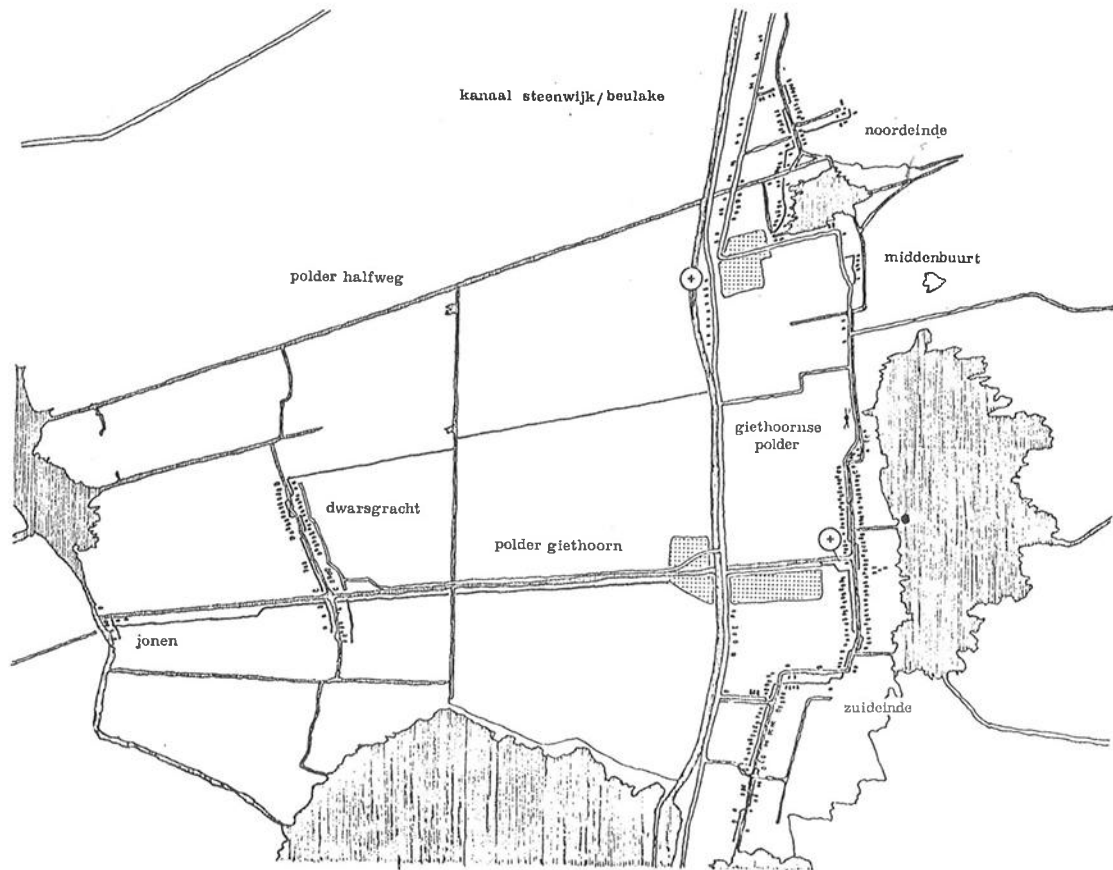 kanaal steenwijk/beulake
noordeinde
middenbuurt
polder halfweg
giethoornse
polder
dwarsgracht
polder giethoorn
jonen
zuideinde